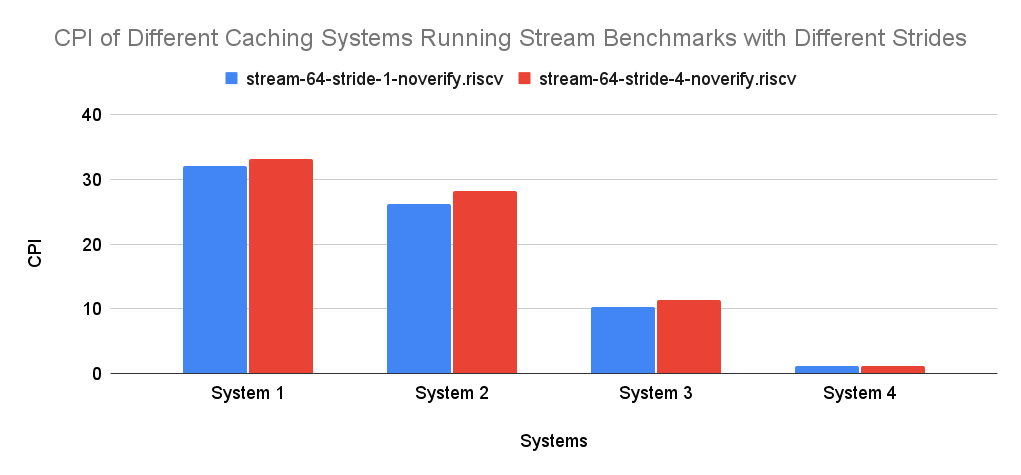 CPI of Different Caching Systems Running Stream Benchmarks with Different Strides
stream-64-stride-1-noverify.riscv stream-64-stride-4-noverify.riscv
40
30
20
10
0
CPI
System 1 System 2 System 3 System 4
Systems